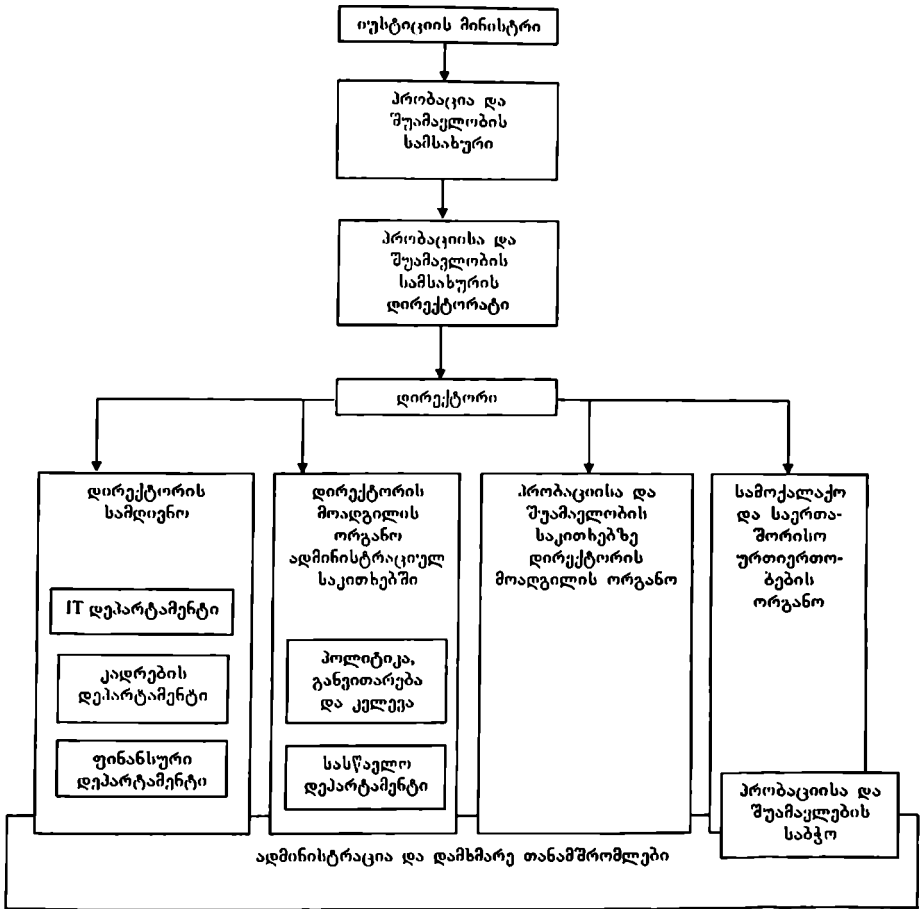 იუსტიციის მინისტრი
პრობაცია და
შუამავლობის
სამსახური
პრობაციისა და
შუამავლობის
სამსახურის
დირექტორატი
დირექტორი
დირექტორის
სამდივნო
IT დეპარტამენტი
კადრების
დეპარტამენტი
ფინანსური
დეპარტამენტი
დირექტორის
მოადგილის
ორგანო
ადმინისტრაციულ
საკითხებში
პოლიტიკა,
განვითარება
და კვლევა
სასწავლო
დეპარტამენტი
პრობაციისა და
შუამავლობის
საკითხებზე
დირექტორის
მოადგილის ორგანო
სამოქალაქო
და საერთა-
შორისო
ურთიერთო-
ბების
ორგანო
პრობაციისა და
შუამავლების
საბჭო
ადმინისტრაცია და დამხმარე თანამშრომლები